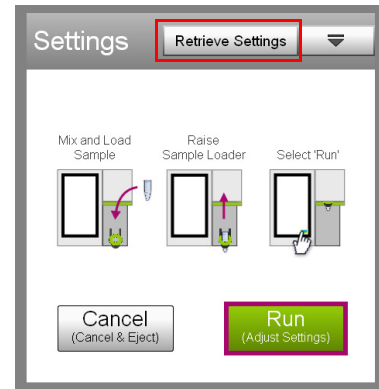 Settings
Retrieve Settings
Mix and Load
Sample
Raise
Sample Loader
Select 'Run'
Cancel
(Cancel & Eject)
Run
(Adjust Settings)